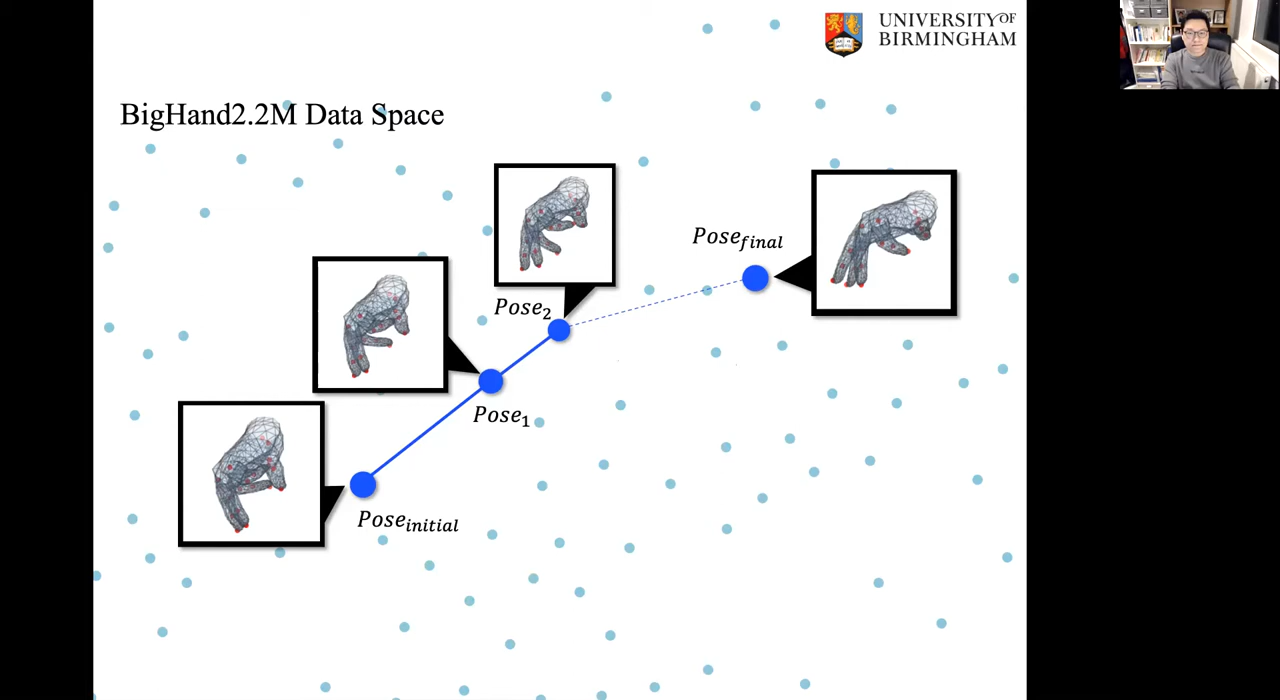 UNIVERSITY OF
BIRMINGHAM
BigHand2.2M Data Space
Pose_final
Pose_2
Pose_1
Pose_initial